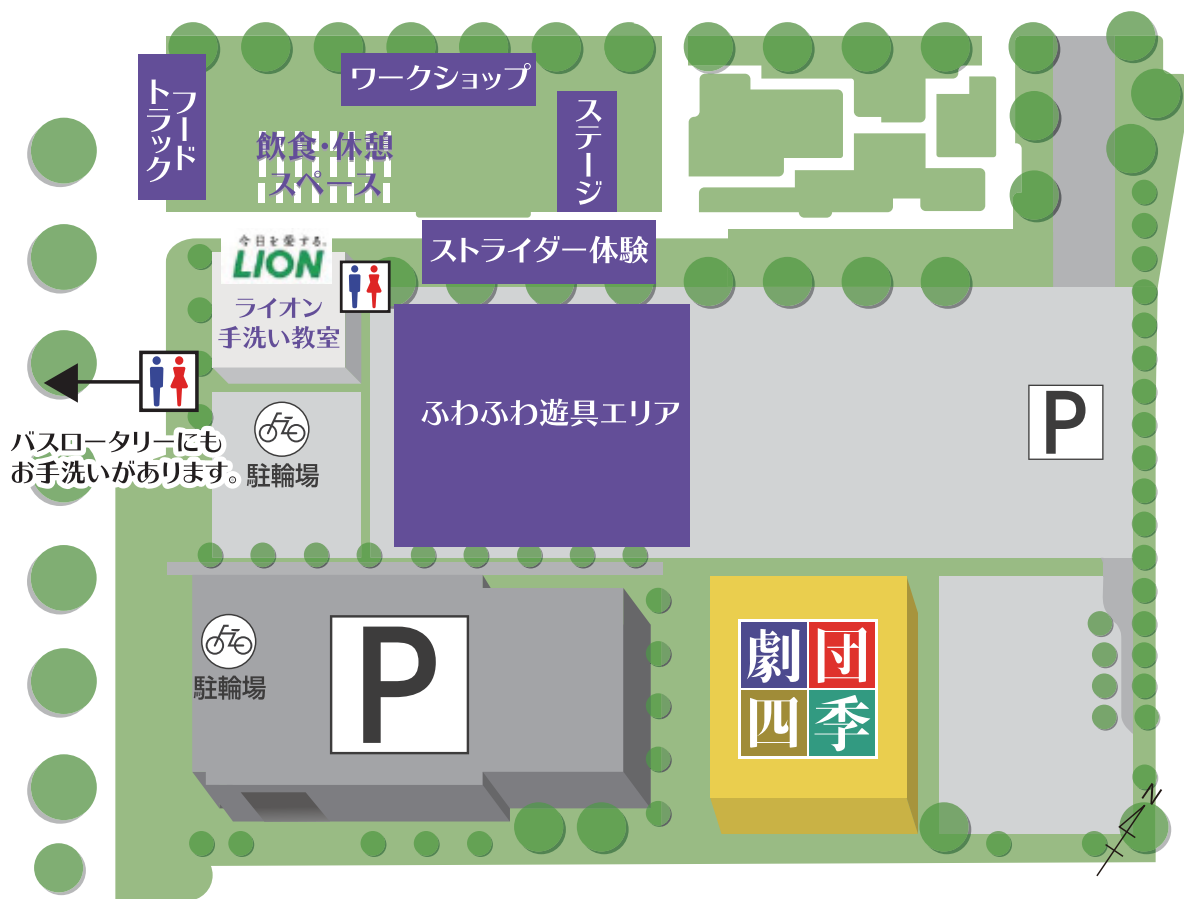 フード
トラック
ワークショップ
ステージ
飲食・休憩
スペース
ストライダー体験
今日を愛する。
LION
ライオン
手洗い教室
ふわふわ遊具エリア
P
バスロータリーにも
お手洗いがあります。
駐輪場
駐輪場
P
劇団
四季
N